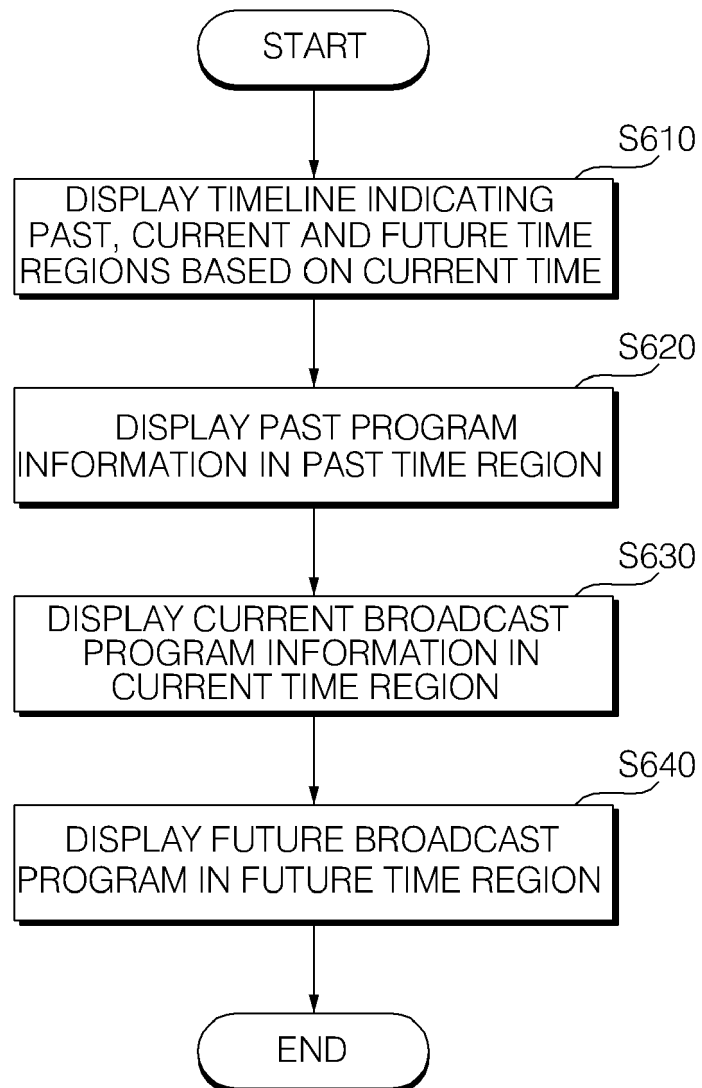 START
S610
DISPLAY TIMELINE INDICATING
PAST, CURRENT AND FUTURE TIME
REGIONS BASED ON CURRENT TIME
S620
DISPLAY PAST PROGRAM
INFORMATION IN PAST TIME REGION
S630
DISPLAY CURRENT BROADCAST
PROGRAM INFORMATION IN
CURRENT TIME REGION
S640
DISPLAY FUTURE BROADCAST
PROGRAM IN FUTURE TIME REGION
END